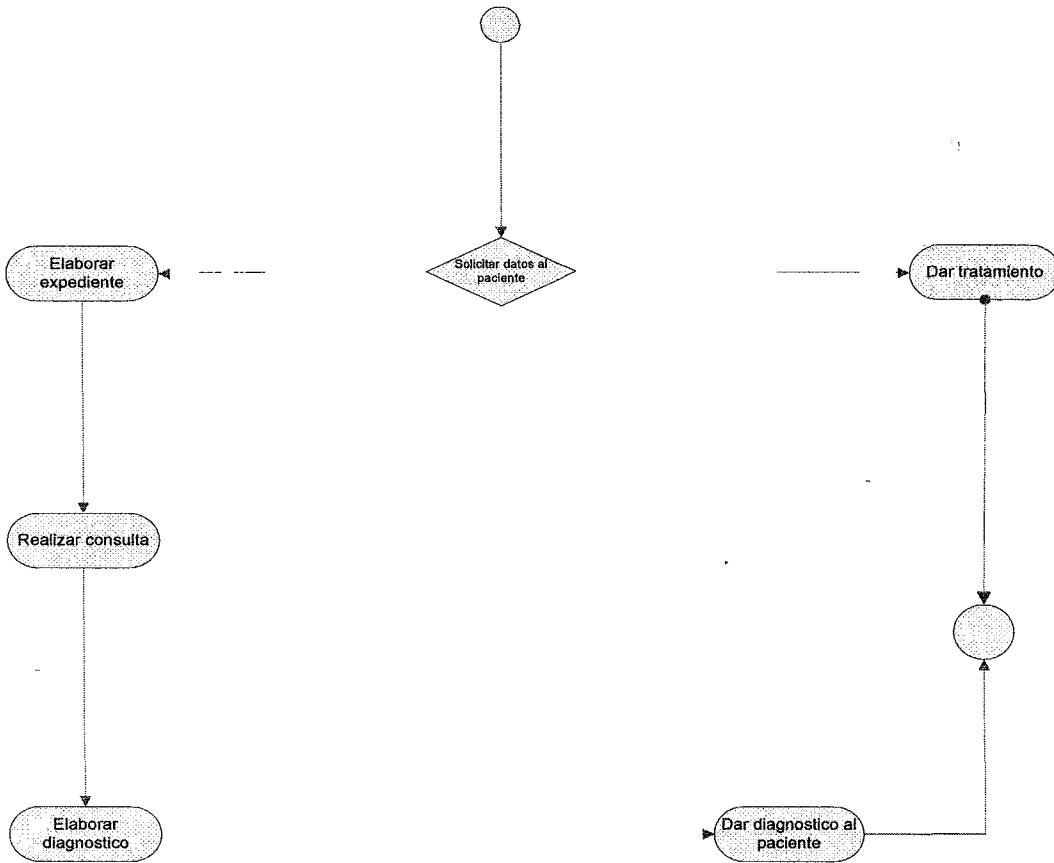 Solicitar datos al
paciente
Elaborar
expediente
Dar tratamiento
Realizar consulta
Elaborar
diagnostico
Dar diagnostico al
paciente